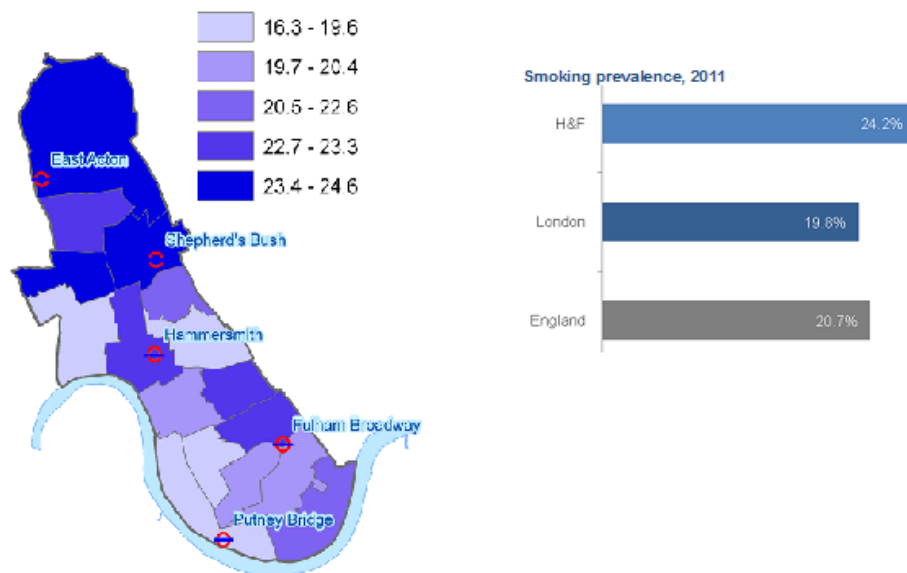 16.3 - 19.6
19.7 - 20.4
20.5 - 22.6
22.7 - 23.3
23.4 - 24.6
East Acton
Shepherd's Bush
Hammersmith
Fulham Broadway
Putney Bridge
Smoking prevalence, 2011
H&F
24.2%
London
19.8%
England
20.7%